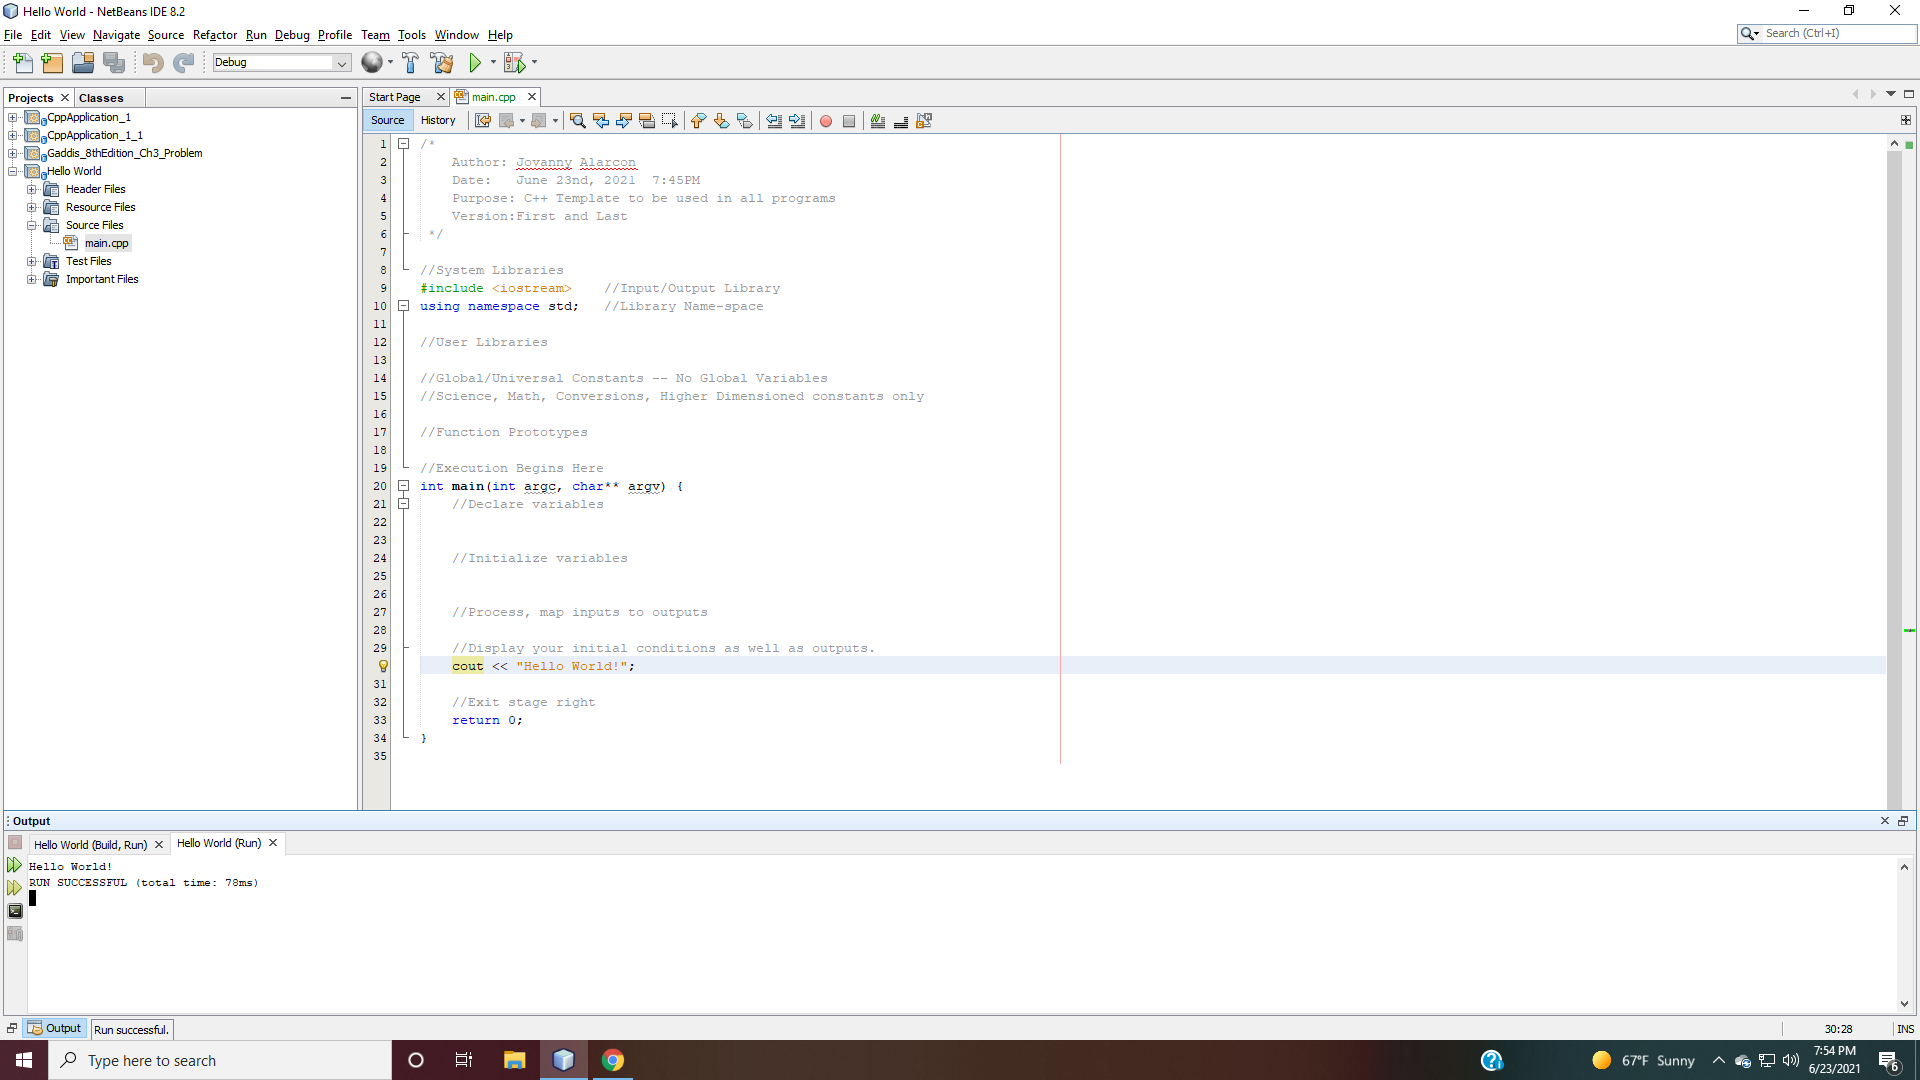 Hello World - NetBeans IDE 8.2
File Edit View Navigate Source Refactor Run Debug Profile Team Tools Window Help
Search (Ctrl+I)
Debug
Projects
Classes
CppApplication_1
CppApplication_1_1
Gaddis_8thEdition_Ch3_Problem
Hello World
Header Files
Resource Files
Source Files
main.cpp
Test Files
Important Files
Start Page
main.cpp
Source
History
1 /*
2 Author: Jovanny Alarcon
3 Date: June 23nd, 2021 7:45PM
4 Purpose: C++ Template to be used in all programs
5 Version:First and Last
6 */
7
8 //System Libraries
9 #include <iostream> //Input/Output Library
10 using namespace std; //Library Name-space
11
12 //User Libraries
13
14 //Global/Universal Constants -- No Global Variables
15 //Science, Math, Conversions, Higher Dimensioned constants only
16
17 //Function Prototypes
18
19 //Execution Begins Here
20 int main(int argc, char** argv) {
21 //Declare variables
22
23
24 //Initialize variables
25
26
27 //Process, map inputs to outputs
28
29 //Display your initial conditions as well as outputs.
cout << "Hello World!";
31
32 //Exit stage right
33 return 0;
34 }
35
Output
Hello World (Build, Run)
Hello World (Run)
Hello World!
RUN SUCCESSFUL (total time: 78ms)
Output
Run successful.
30:28
INS
Type here to search
67°F Sunny
7:54 PM
6/23/2021
6